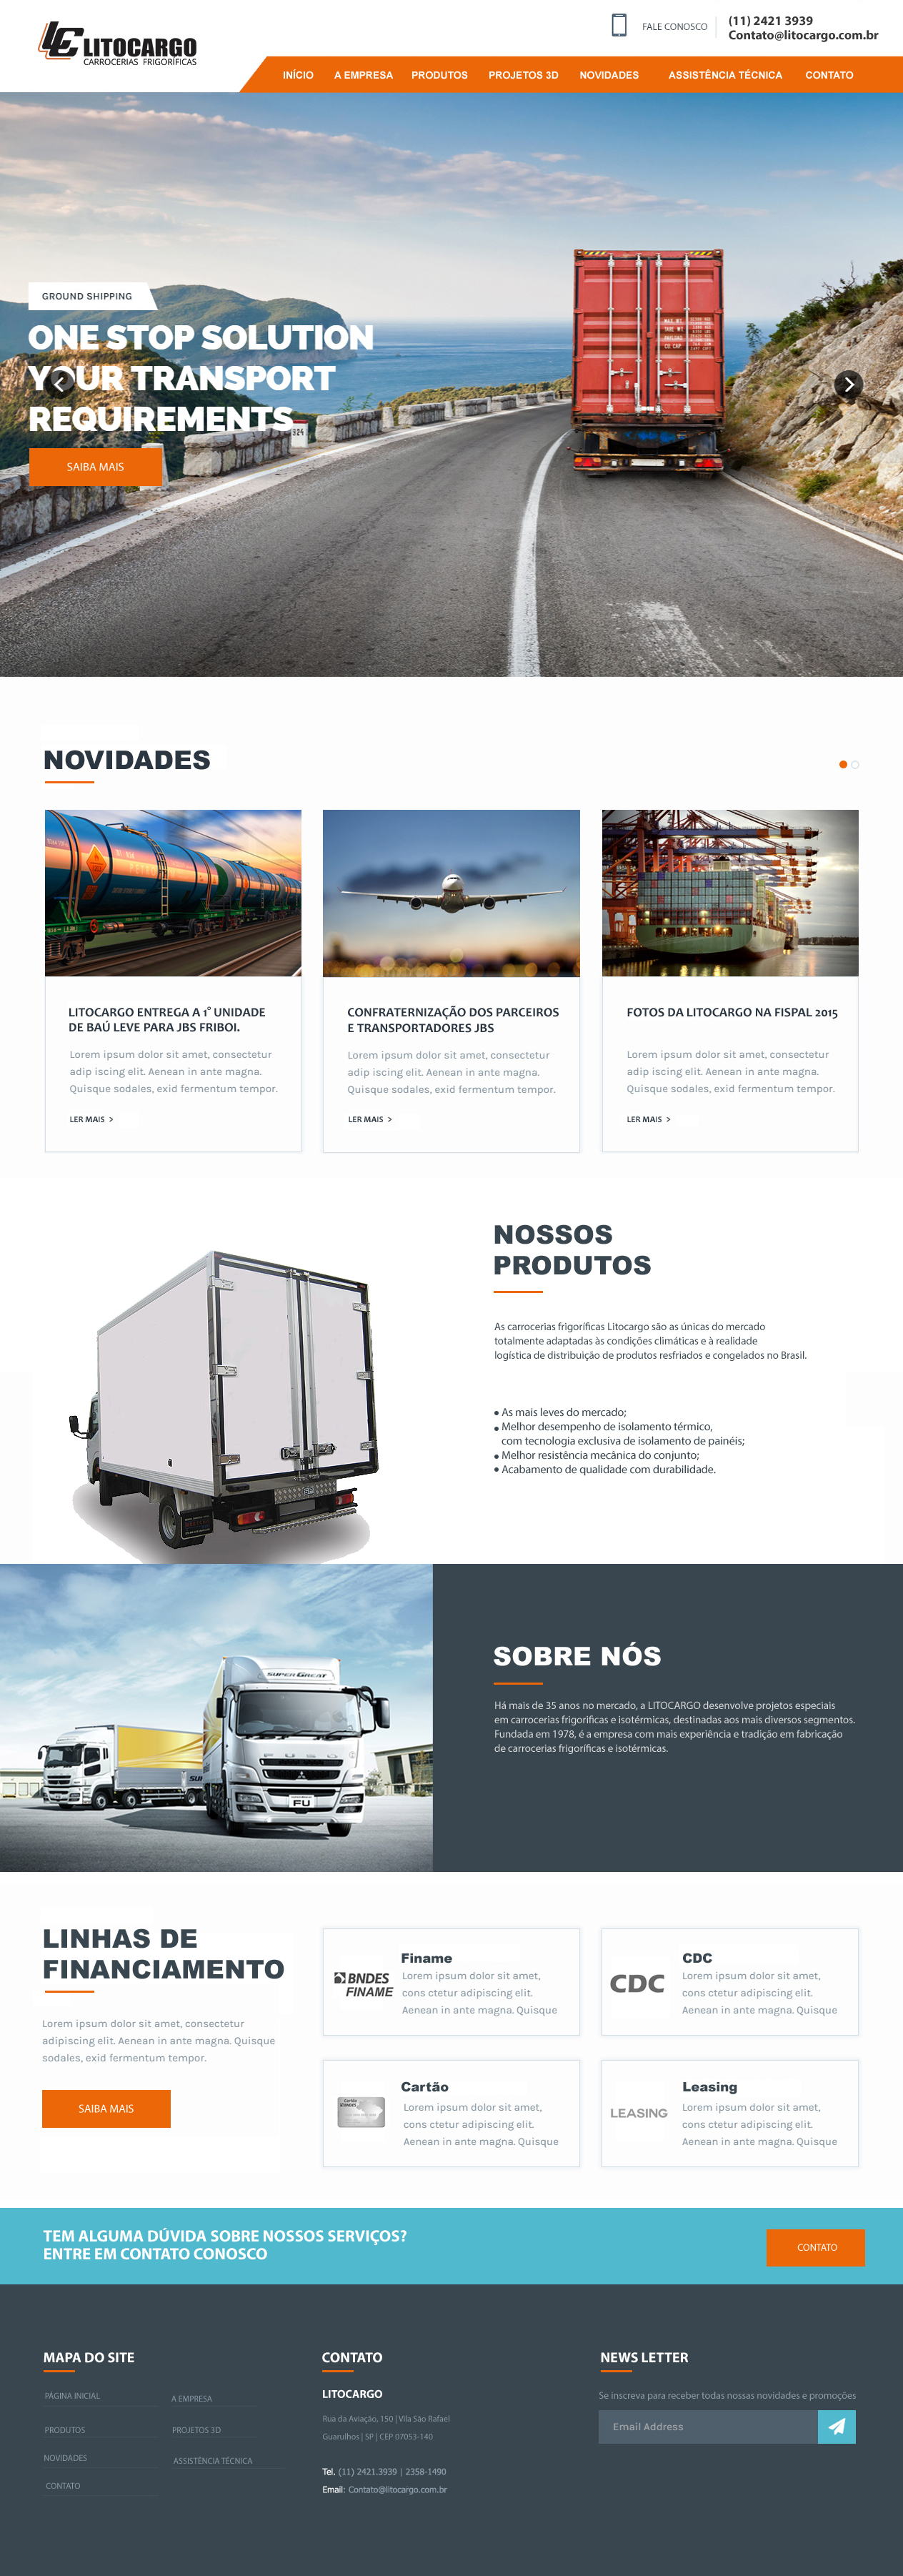 LITOCARGO
CARROCERIAS FRIGORÍFICAS
FALE CONOSCO
(11) 2421 3939
Contato@litocargo.com.br
INÍCIO A EMPRESA PRODUTOS PROJETOS 3D NOVIDADES ASSISTÊNCIA TÉCNICA CONTATO
GROUND SHIPPING
ONE STOP SOLUTION
YOUR TRANSPORT
REQUIREMENTS
SAIBA MAIS
NOVIDADES
LITOCARGO ENTREGA A 1° UNIDADE
DE BAÚ LEVE PARA JBS FRIBOI.
Lorem ipsum dolor sit amet, consectetur
adip iscing elit. Aenean in ante magna.
Quisque sodales, exid fermentum tempor.
LER MAIS >
CONFRATERNIZAÇÃO DOS PARCEIROS
E TRANSPORTADORES JBS
Lorem ipsum dolor sit amet, consectetur
adip iscing elit. Aenean in ante magna.
Quisque sodales, exid fermentum tempor.
LER MAIS >
FOTOS DA LITOCARGO NA FISPAL 2015
Lorem ipsum dolor sit amet, consectetur
adip iscing elit. Aenean in ante magna.
Quisque sodales, exid fermentum tempor.
LER MAIS >
NOSSOS
PRODUTOS
As carrocerias frigoríficas Litocargo são as únicas do mercado
totalmente adaptadas às condições climáticas e à realidade
logística de distribuição de produtos resfriados e congelados no Brasil.
• As mais leves do mercado;
• Melhor desempenho de isolamento térmico,
com tecnologia exclusiva de isolamento de painéis;
• Melhor resistência mecânica do conjunto;
• Acabamento de qualidade com durabilidade.
SUPER GREAT
FUSO
FU
SOBRE NÓS
Há mais de 35 anos no mercado, a LITOCARGO desenvolve projetos especiais
em carrocerias frigoríficas e isotérmicas, destinadas aos mais diversos segmentos.
Fundada em 1978, é a empresa com mais experiência e tradição em fabricação
de carrocerias frigoríficas e isotérmicas.
LINHAS DE
FINANCIAMENTO
Lorem ipsum dolor sit amet, consectetur
adipiscing elit. Aenean in ante magna. Quisque
sodales, exid fermentum tempor.
SAIBA MAIS
BNDES
FINAME
Finame
Lorem ipsum dolor sit amet,
cons ctetur adipiscing elit.
Aenean in ante magna. Quisque
CDC
CDC
Lorem ipsum dolor sit amet,
cons ctetur adipiscing elit.
Aenean in ante magna. Quisque
Cartão
BNDES
Cartão
Lorem ipsum dolor sit amet,
cons ctetur adipiscing elit.
Aenean in ante magna. Quisque
LEASING
Leasing
Lorem ipsum dolor sit amet,
cons ctetur adipiscing elit.
Aenean in ante magna. Quisque
TEM ALGUMA DÚVIDA SOBRE NOSSOS SERVIÇOS?
ENTRE EM CONTATO CONOSCO
CONTATO
MAPA DO SITE
PÁGINA INICIAL
A EMPRESA
PRODUTOS
PROJETOS 3D
NOVIDADES
ASSISTÊNCIA TÉCNICA
CONTATO
CONTATO
LITOCARGO
Rua da Aviação, 150 | Vila São Rafael
Guarulhos | SP | CEP 07053-140
Tel. (11) 2421.3939 | 2358-1490
Email: Contato@litocargo.com.br
NEWS LETTER
Se inscreva para receber todas nossas novidades e promoções
Email Address